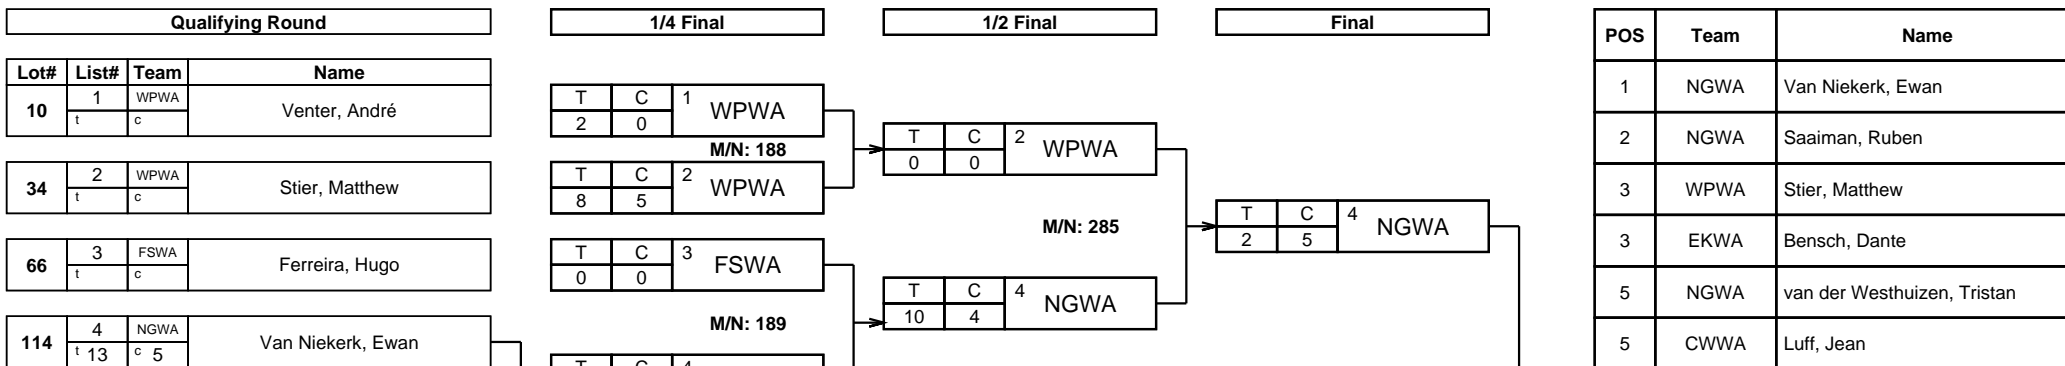 Qualifying Round 1/4 Final 1/2 Final Final POS Team Name
Lot# List# Team Name
10 1 WPWA Venter, André
t c
T C 1 WPWA
2 0
M/N: 188
34 2 WPWA Stier, Matthew
t c
T C 2 WPWA
8 5
T C 2 WPWA
0 0
66 3 FSWA Ferreira, Hugo
t c
T C 3 FSWA
0 0
M/N: 285
T C 4 NGWA
2 5
M/N: 189
T C 4 NGWA
10 4
114 4 NGWA Van Niekerk, Ewan
t 13 c 5
T C 4
1 NGWA Van Niekerk, Ewan
2 NGWA Saaiman, Ruben
3 WPWA Stier, Matthew
3 EKWA Bensch, Dante
5 NGWA van der Westhuizen, Tristan
5 CWWA Luff, Jean